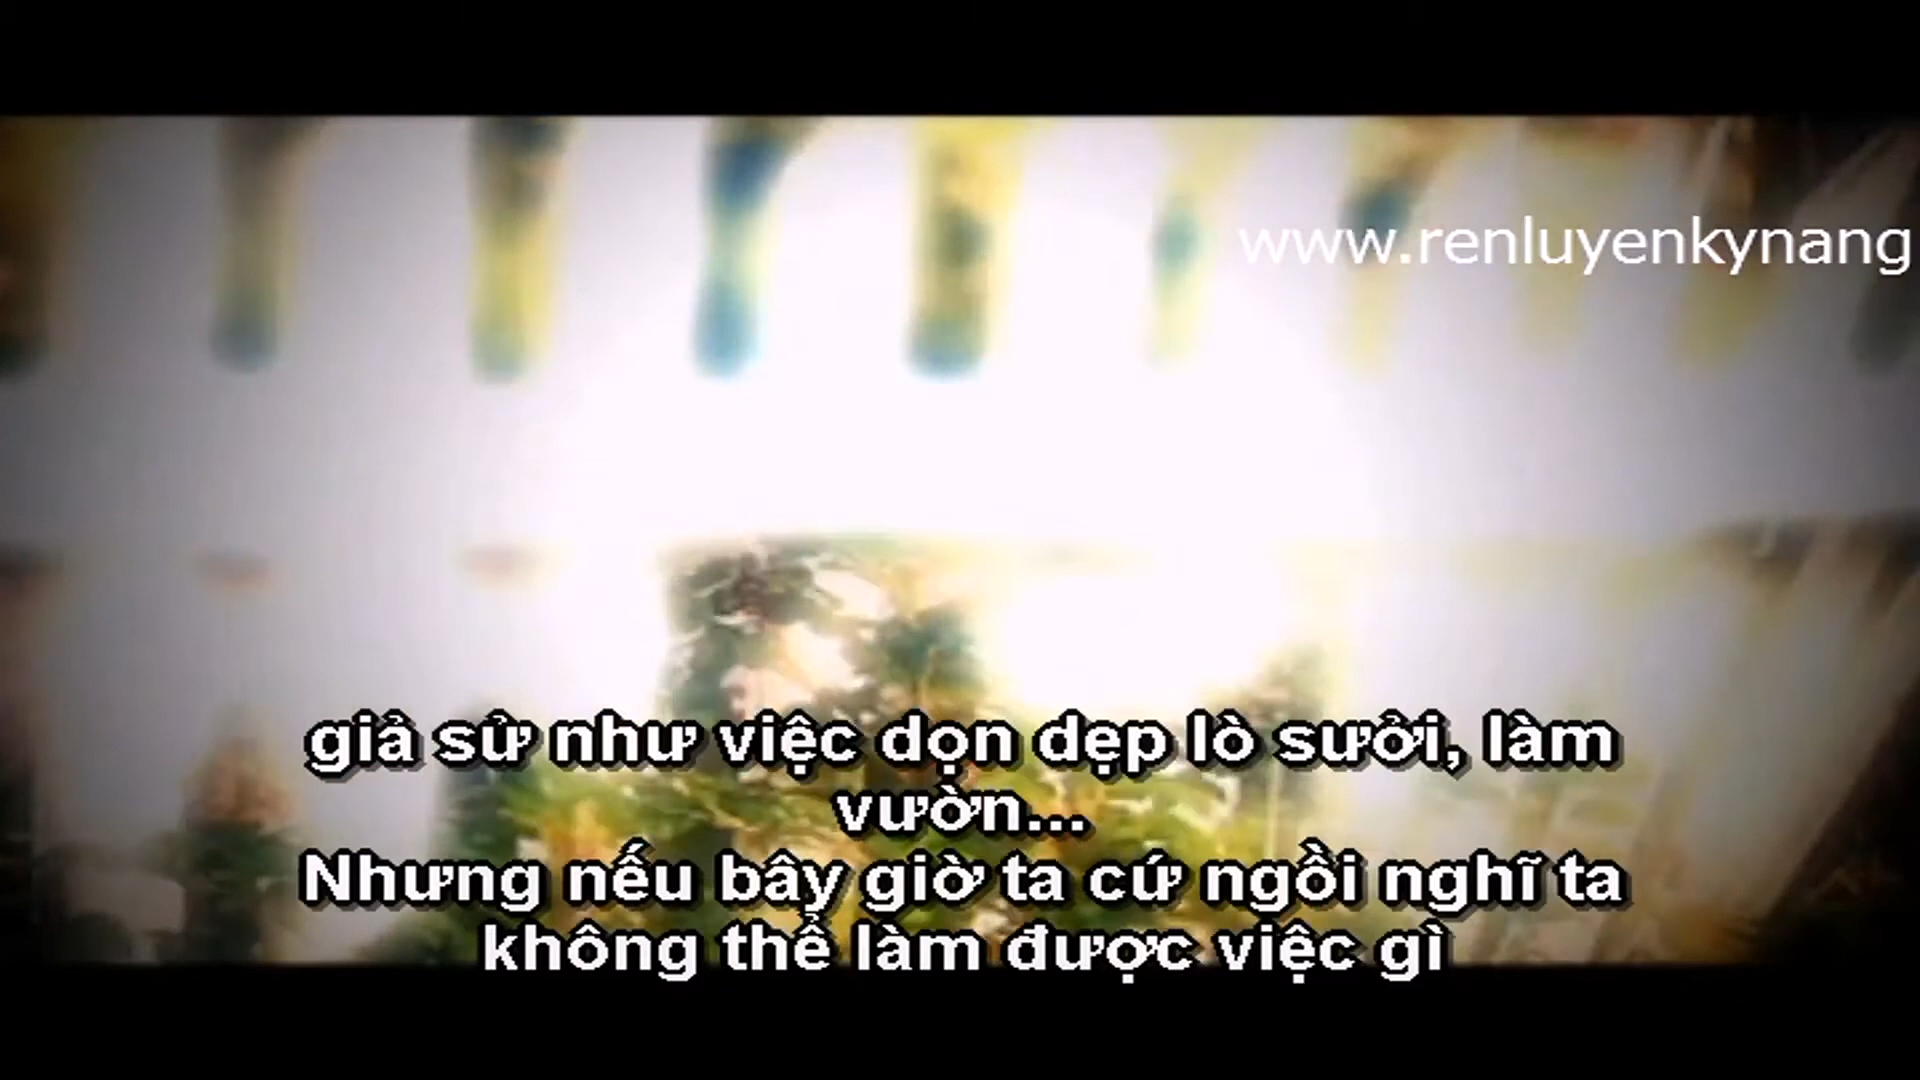 www.renluyenkynang
giả sử như việc dọn dẹp lò sưởi, làm
vườn...
Nhưng nếu bây giờ ta cứ ngồi nghĩ ta
không thể làm được việc gì